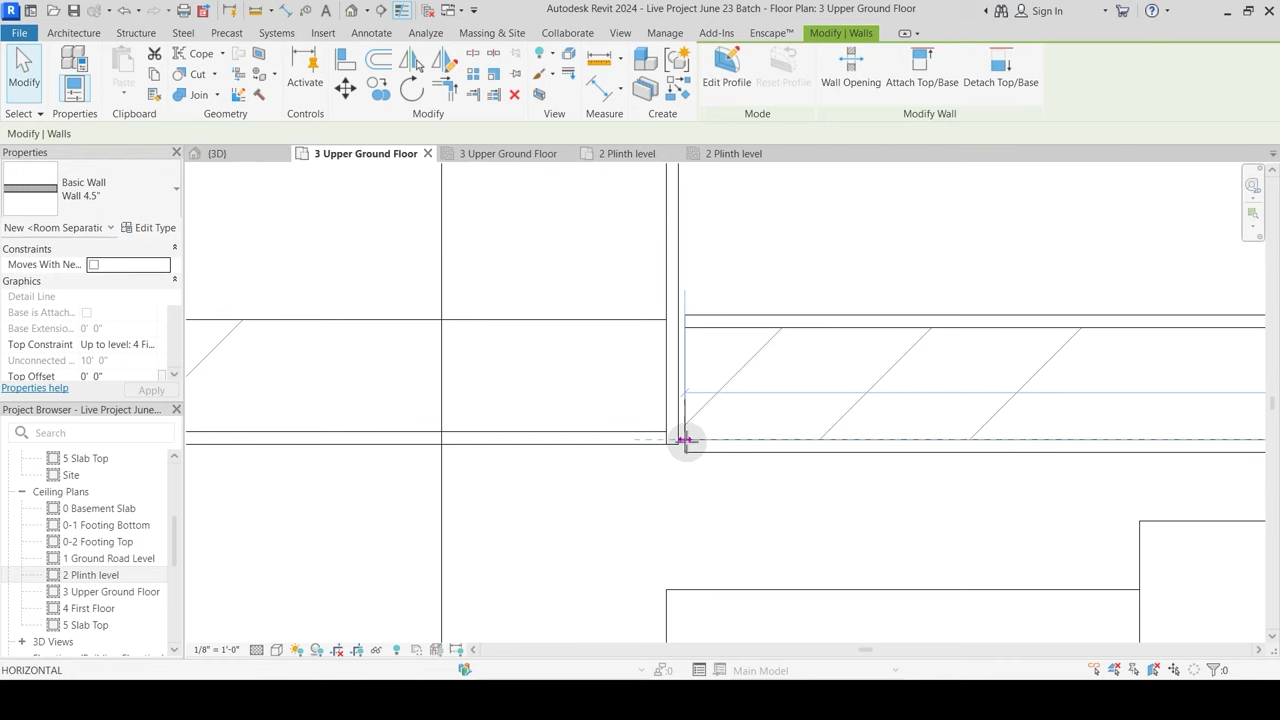 Autodesk Revit 2024 - Live Project June 23 Batch - Floor Plan: 3 Upper Ground Floor
Sign In
File Architecture Structure Steel Precast Systems Insert Annotate Analyze Massing & Site Collaborate View Manage Add-Ins Enscape™ Modify | Walls
Modify
Properties
Paste
Cope
Cut
Join
Activate
Edit Profile
Reset Profile
Wall Opening
Attach Top/Base
Detach Top/Base
Select Properties Clipboard Geometry Controls Modify View Measure Create Mode Modify Wall
Modify | Walls
Properties
{3D} 3 Upper Ground Floor 3 Upper Ground Floor 2 Plinth level 2 Plinth level
Basic Wall
Wall 4.5"
New <Room Separatic Edit Type
Constraints
Moves With Ne...
Graphics
Detail Line
Base is Attach...
Base Extensio... 0' 0"
Top Constraint Up to level: 4 Fi...
Unconnected ... 10' 0"
Top Offset 0' 0"
Properties help Apply
Project Browser - Live Project June...
Search
5 Slab Top
Site
Ceiling Plans
0 Basement Slab
0-1 Footing Bottom
0-2 Footing Top
1 Ground Road Level
2 Plinth level
3 Upper Ground Floor
4 First Floor
5 Slab Top
3D Views
1/8" = 1'-0"
HORIZONTAL
:0
Main Model
:0